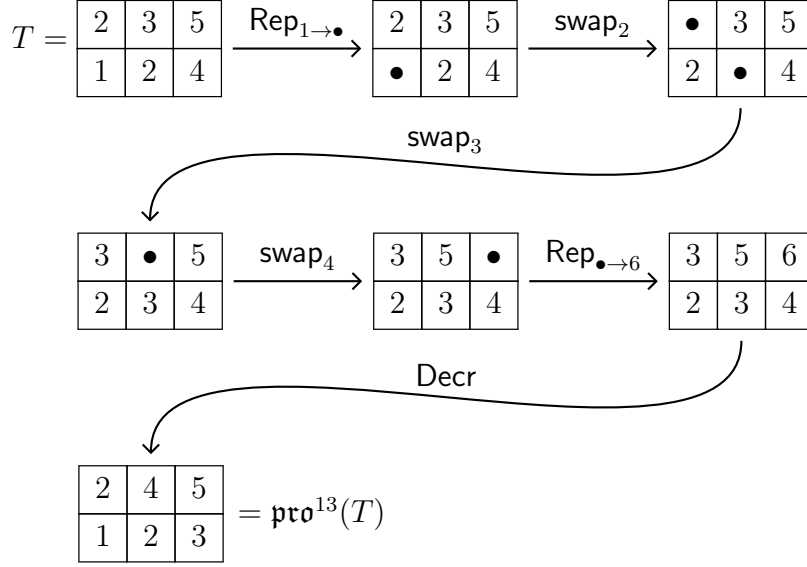 T = 2 3 5 Rep₁→• 2 3 5 swap₂ • 3 5
1 2 4 • 2 4 2 • 4
swap₃
3 • 5 swap₄ 3 5 • Rep•→₆ 3 5 6
2 3 4 2 3 4 2 3 4
Decr
2 4 5
1 2 3 = 𝔭𝔯𝔬¹³(T)